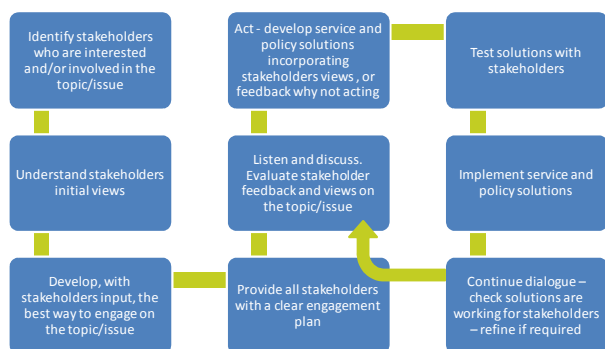 Identify stakeholders
who are interested
and/or involved in the
topic/issue
Understand stakeholders
initial views
Develop, with
stakeholders input, the
best way to engage on
the topic/issue
Provide all stakeholders
with a clear engagement
plan
Listen and discuss.
Evaluate stakeholder
feedback and views on
the topic/issue
Act - develop service and
policy solutions
incorporating
stakeholders views , or
feedback why not acting
Test solutions with
stakeholders
Implement service and
policy solutions
Continue dialogue –
check solutions are
working for stakeholders
– refine if required